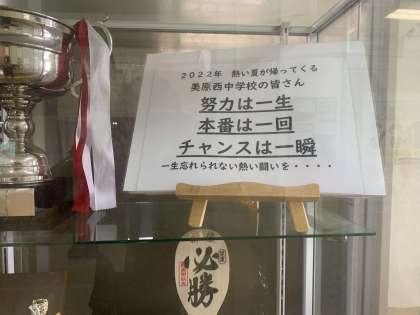 2022年 熱い夏が帰ってくる
美原西中学校の皆さん
努力は一生
本番は一回
チャンスは一瞬
一生忘れられない熱い闘いを・・・・
必勝